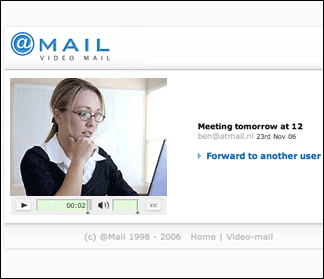 @MAIL
VIDEO MAIL
Meeting tomorrow at 12
ben@atmail.nl 23rd Nov 06
Forward to another user
00:02
cc
(c) @Mail 1998 - 2006 Home | Video-mail